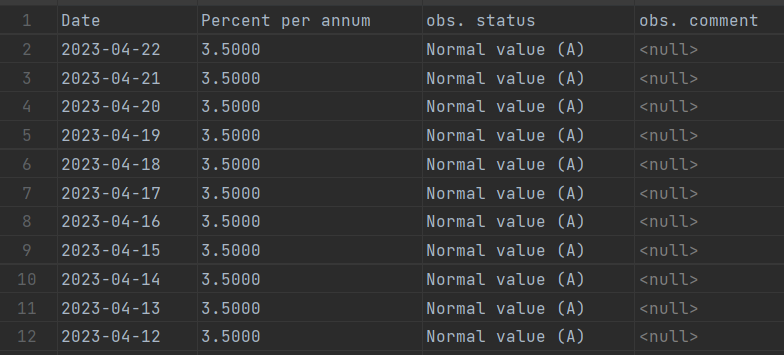 1 Date Percent per annum obs. status obs. comment
2 2023-04-22 3.5000 Normal value (A) <null>
3 2023-04-21 3.5000 Normal value (A) <null>
4 2023-04-20 3.5000 Normal value (A) <null>
5 2023-04-19 3.5000 Normal value (A) <null>
6 2023-04-18 3.5000 Normal value (A) <null>
7 2023-04-17 3.5000 Normal value (A) <null>
8 2023-04-16 3.5000 Normal value (A) <null>
9 2023-04-15 3.5000 Normal value (A) <null>
10 2023-04-14 3.5000 Normal value (A) <null>
11 2023-04-13 3.5000 Normal value (A) <null>
12 2023-04-12 3.5000 Normal value (A) <null>